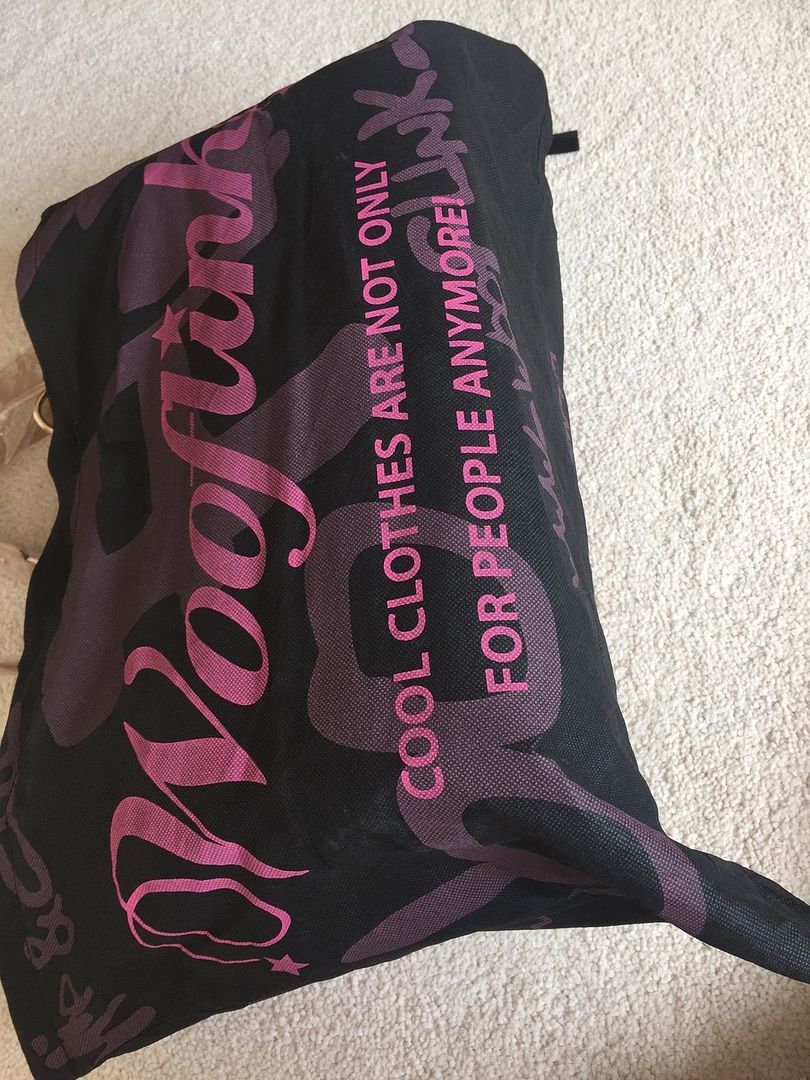 Wooflink
COOL CLOTHES ARE NOT ONLY
FOR PEOPLE ANYMORE!